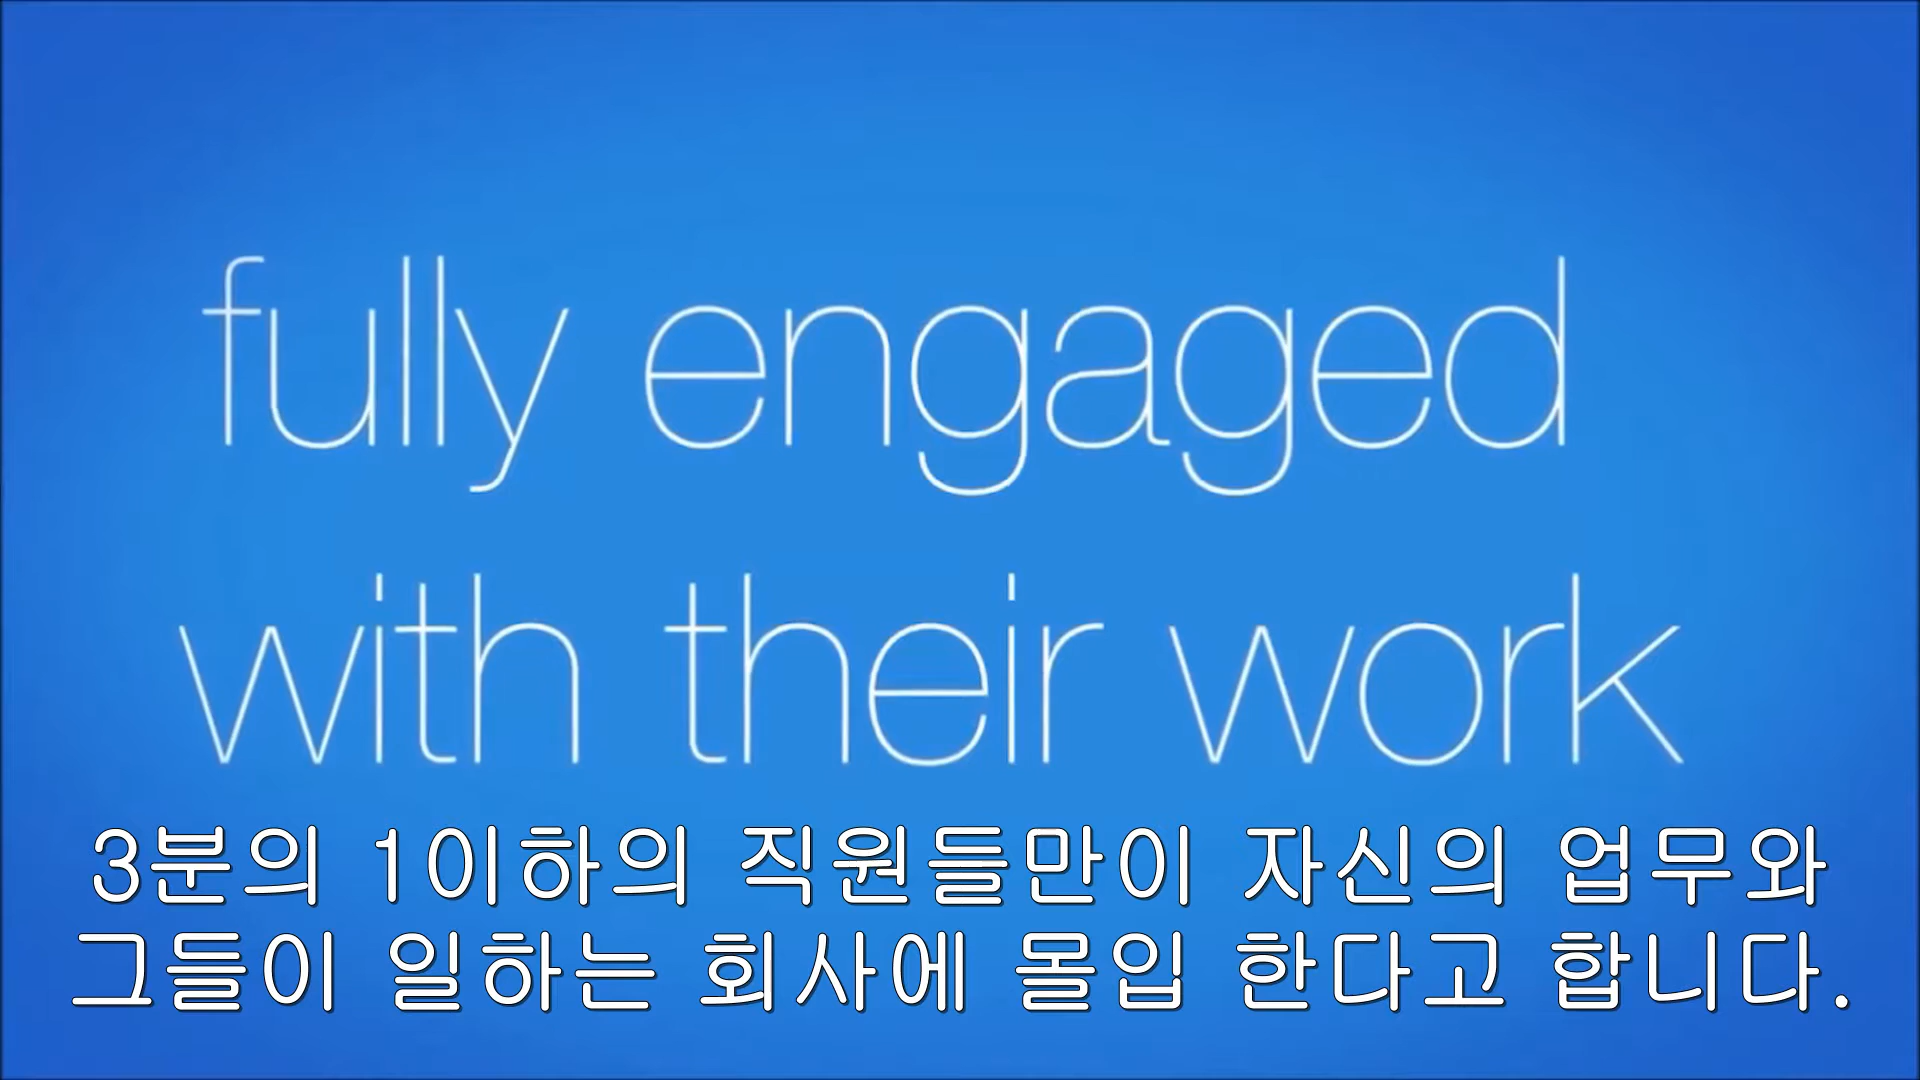 fully engaged
with their work
3분의 1이하의 직원들만이 자신의 업무와
그들이 일하는 회사에 몰입 한다고 합니다.